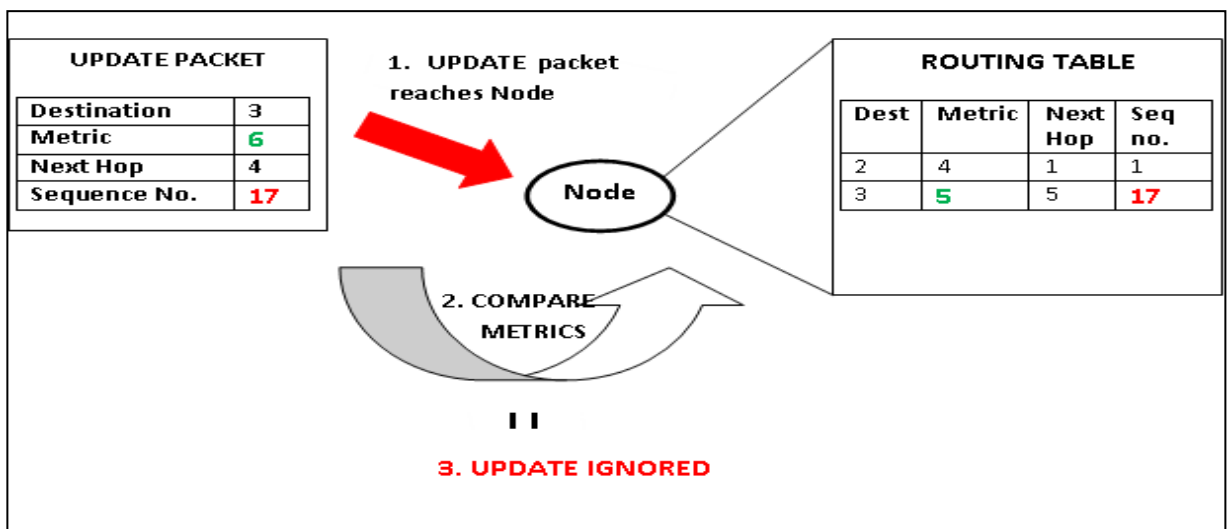 UPDATE PACKET
Destination 3
Metric 6
Next Hop 4
Sequence No. 17
1. UPDATE packet
reaches Node
Node
ROUTING TABLE
Dest Metric Next Hop Seq no.
2 4 1 1
3 5 5 17
2. COMPARE
METRICS
3. UPDATE IGNORED